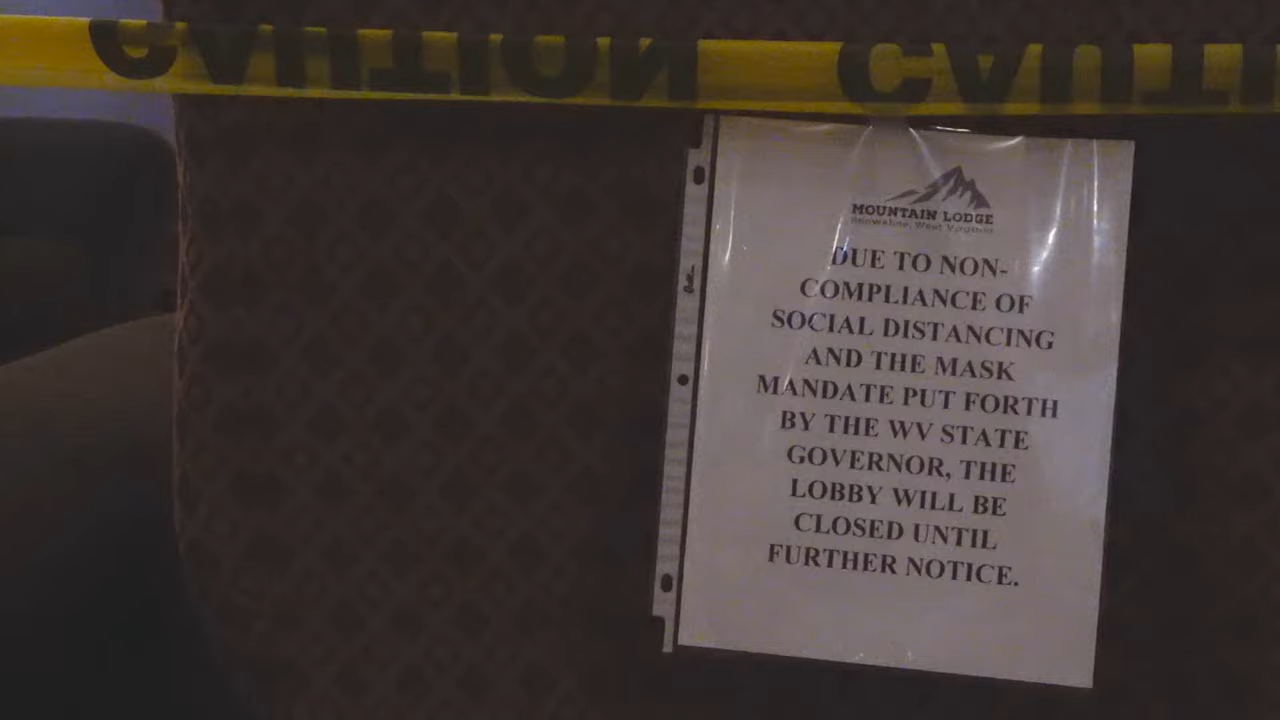 CAUTION CAUTI
MOUNTAIN LODGE
Snowshoe, West Virginia
DUE TO NON-
COMPLIANCE OF
SOCIAL DISTANCING
AND THE MASK
MANDATE PUT FORTH
BY THE WV STATE
GOVERNOR, THE
LOBBY WILL BE
CLOSED UNTIL
FURTHER NOTICE.